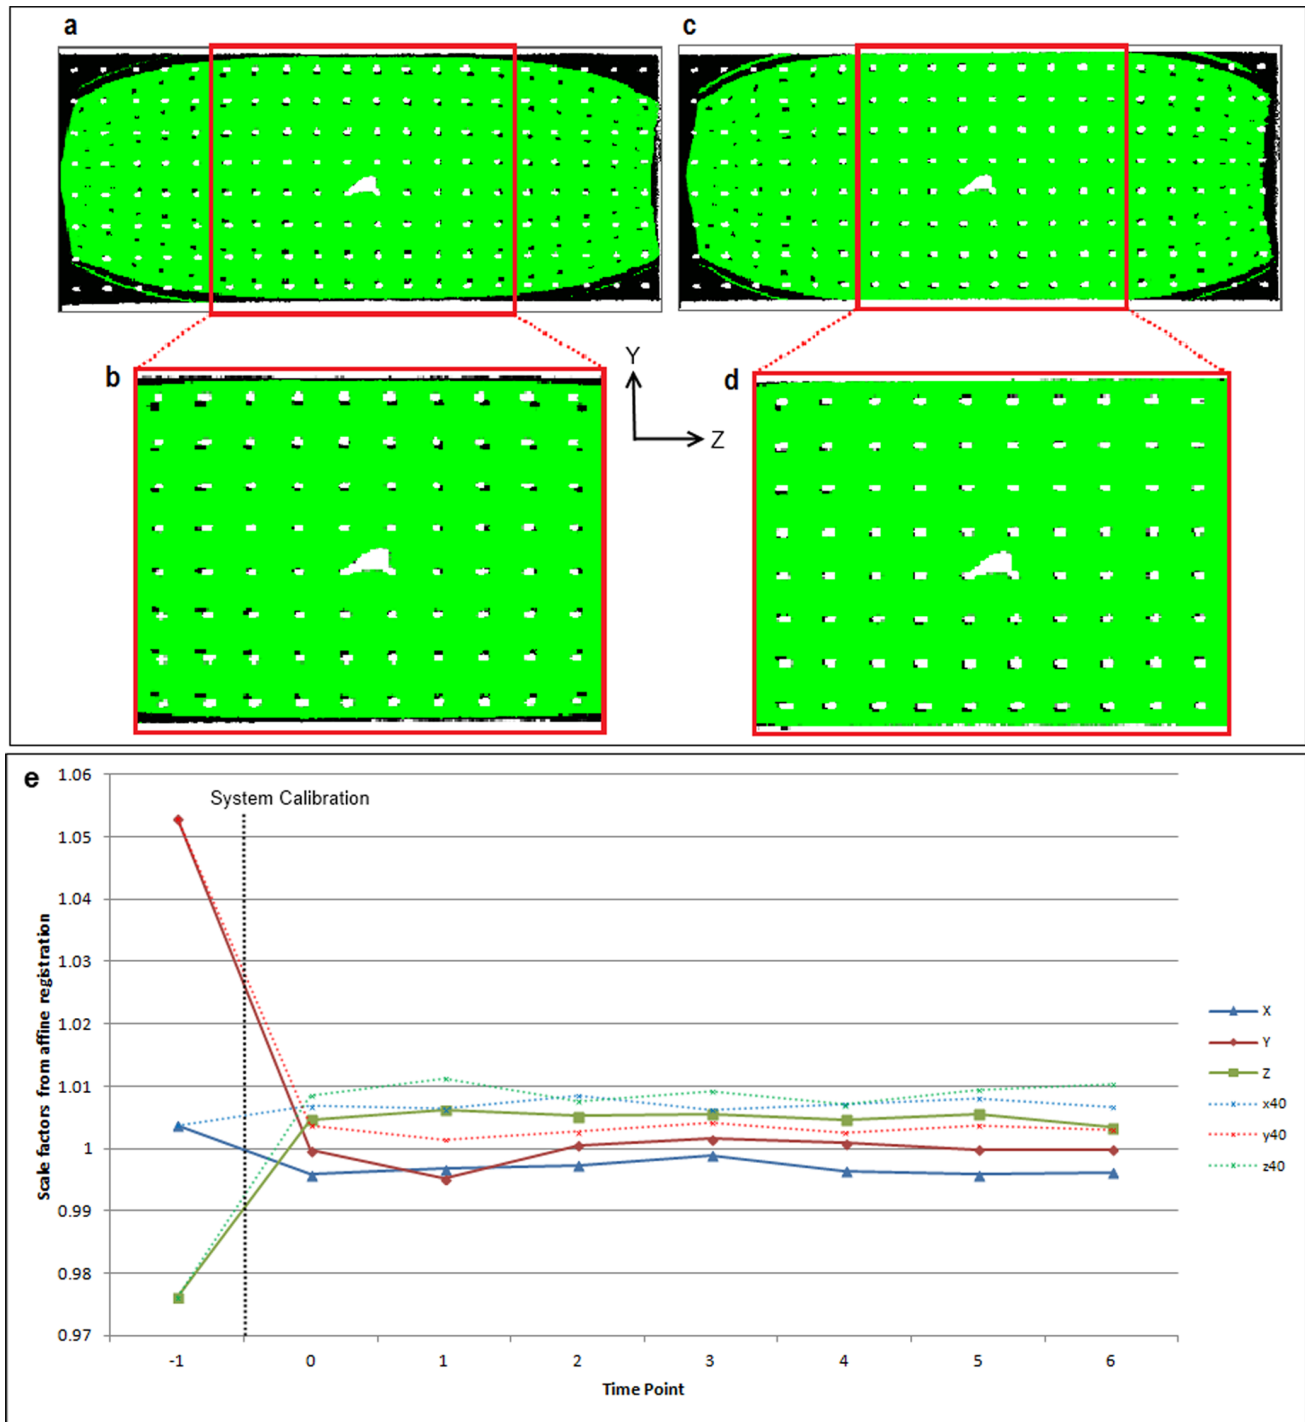 a
c
b
Y
Z
d
e
System Calibration
1.06
1.05
1.04
1.03
1.02
1.01
1
0.99
0.98
0.97
Scale factors from affine registration
-1 0 1 2 3 4 5 6
Time Point
X
Y
Z
x40
y40
z40